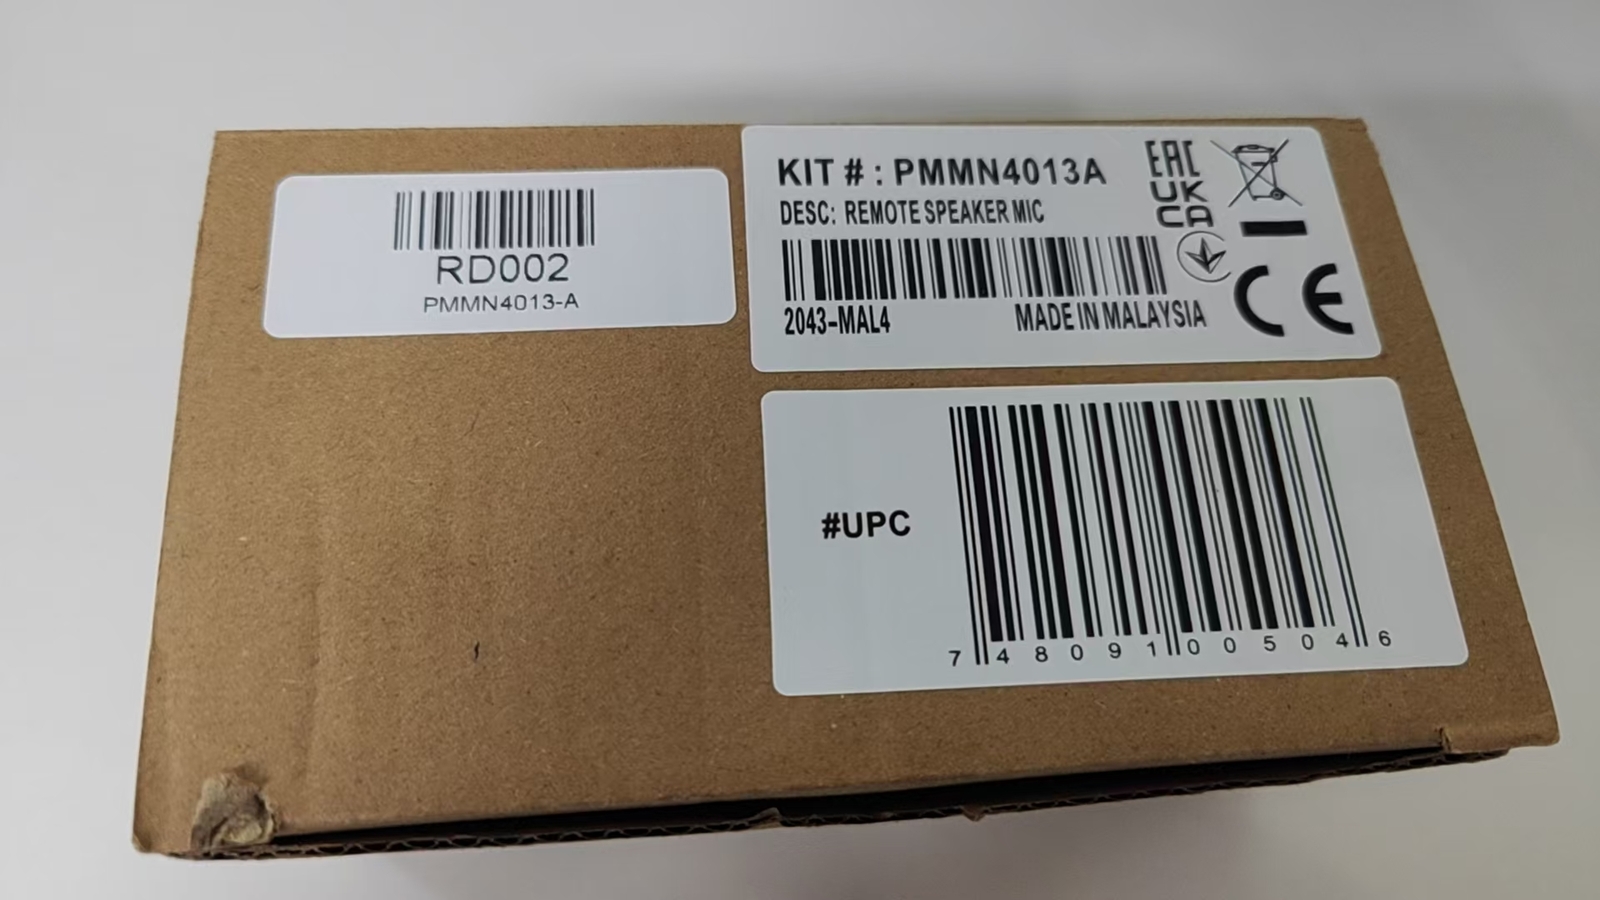 RD002
PMMN4013-A
KIT # : PMMN4013A
DESC: REMOTE SPEAKER MIC
2043-MAL4
MADE IN MALAYSIA
EAC
UK
CA
CE
#UPC
7 48091 00504 6